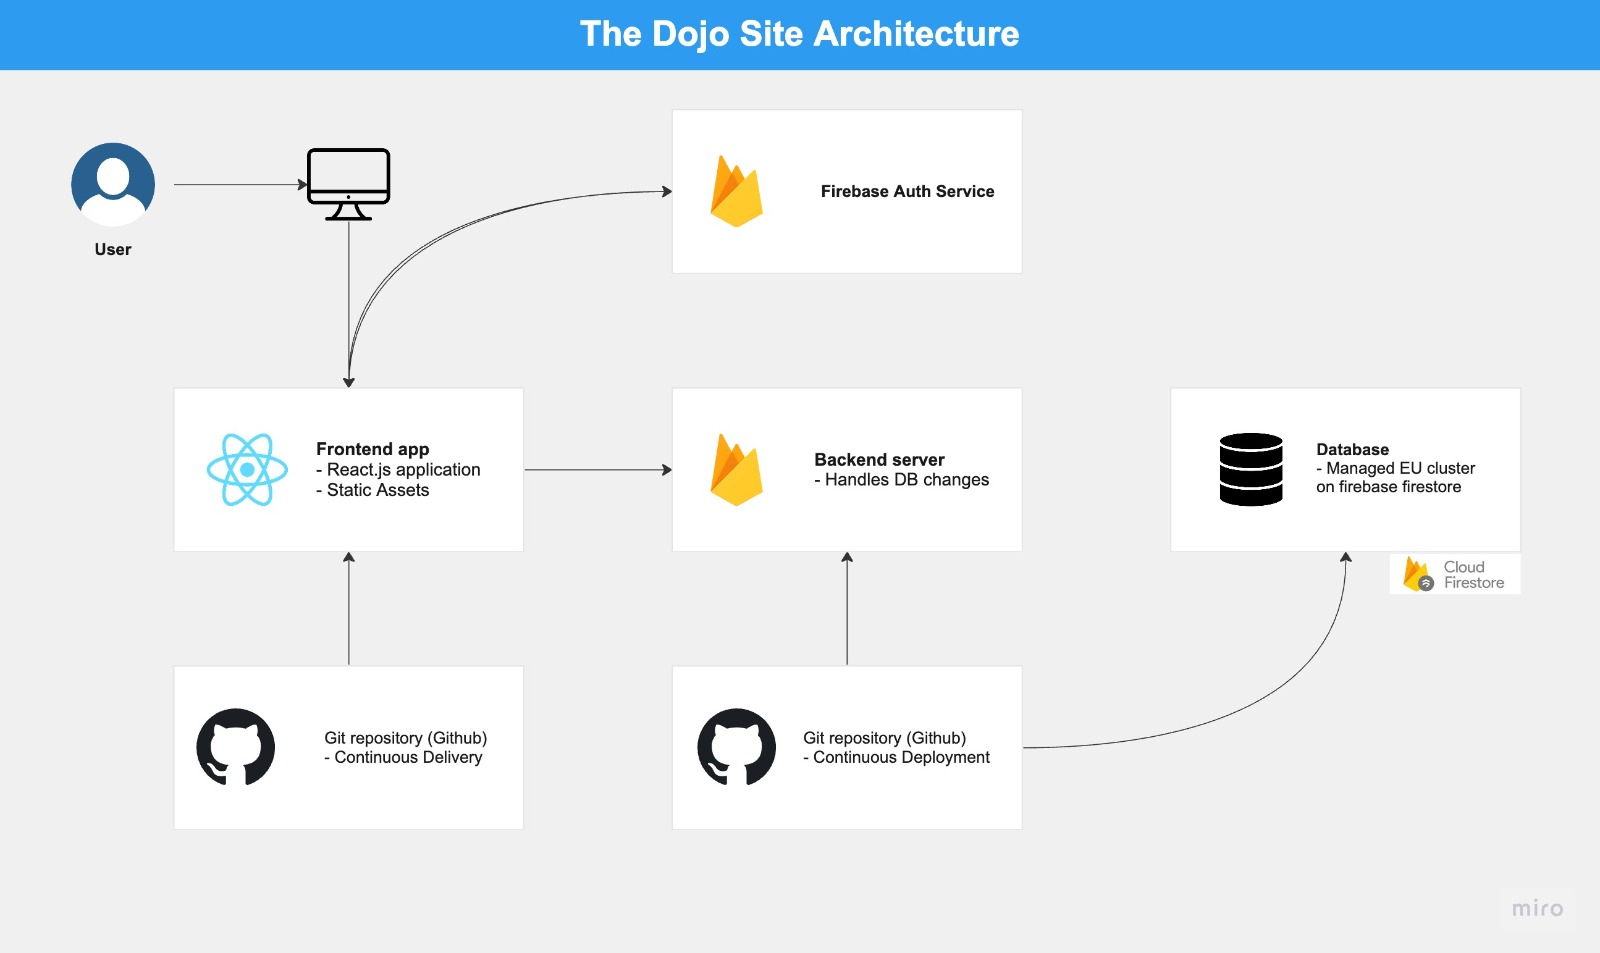 The Dojo Site Architecture
User
Firebase Auth Service
Frontend app
- React.js application
- Static Assets
Backend server
- Handles DB changes
Database
- Managed EU cluster
on firebase firestore
Cloud
Firestore
Git repository (Github)
- Continuous Delivery
Git repository (Github)
- Continuous Deployment
miro